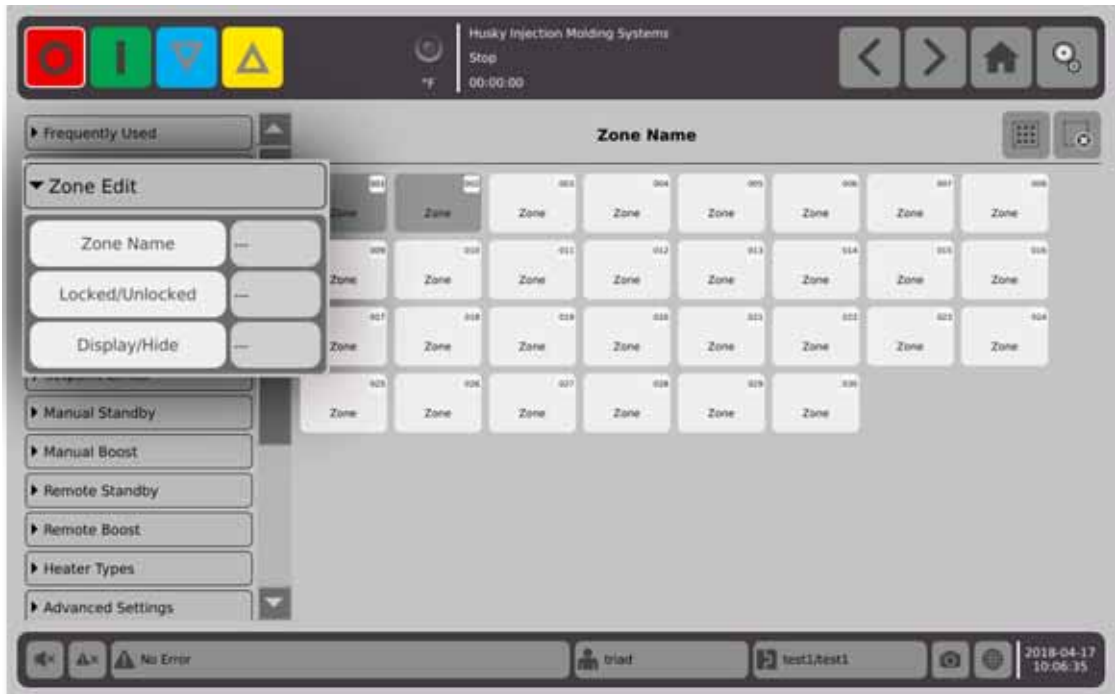 Husky Injection Molding Systems
Stop
°F
00:00:00
Frequently Used
Zone Name
Zone Edit
Zone Name ---
Locked/Unlocked ---
Display/Hide ---
001 002 003 004 005 006 007 008
Zone Zone Zone Zone Zone Zone Zone Zone
009 010 011 012 013 014 015 016
Zone Zone Zone Zone Zone Zone Zone Zone
017 018 019 020 021 022 023 024
Zone Zone Zone Zone Zone Zone Zone Zone
025 026 027 028 029 030
Zone Zone Zone Zone Zone Zone
Manual Standby
Manual Boost
Remote Standby
Remote Boost
Heater Types
Advanced Settings
No Error
triad
test1/test1
2018-04-17
10:06:35